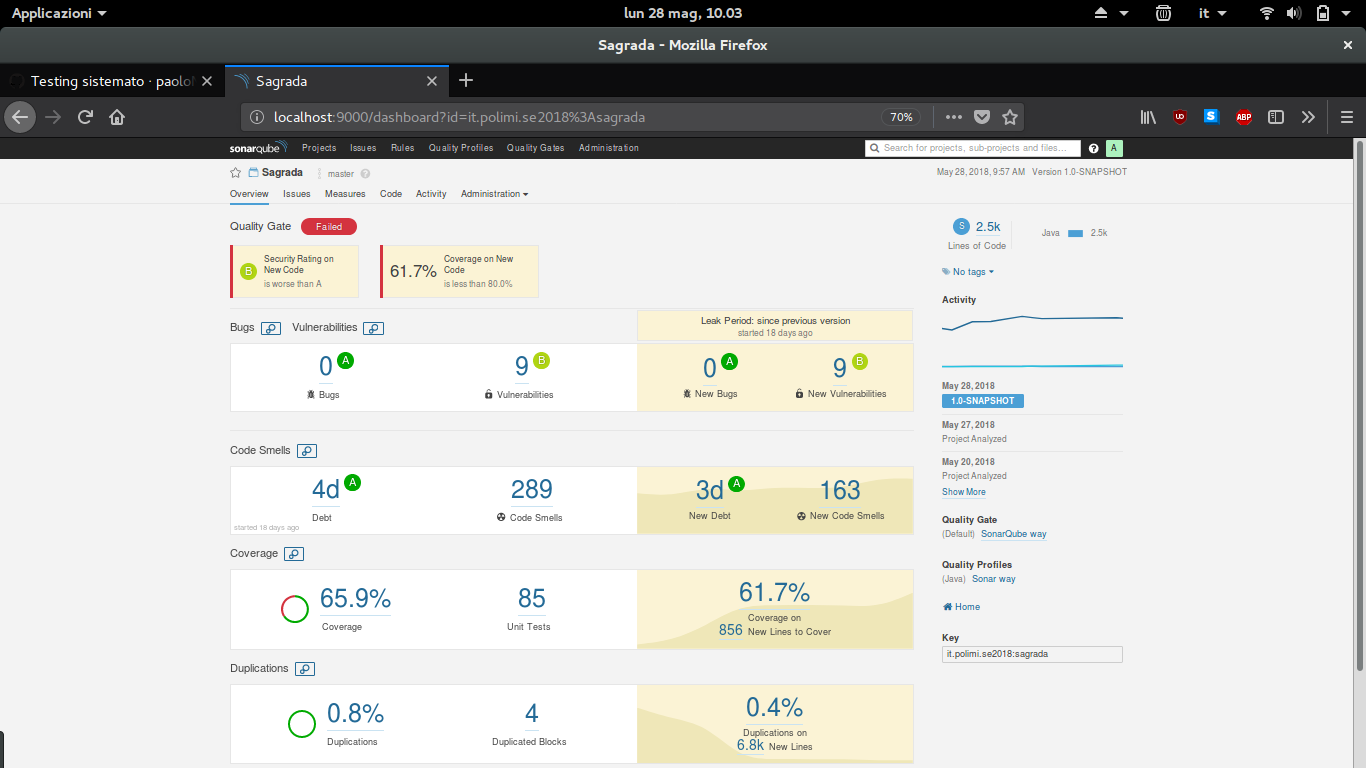 Applicazioni
lun 28 mag, 10.03
it
Sagrada - Mozilla Firefox
Testing sistemato · paolo
Sagrada
localhost:9000/dashboard?id=it.polimi.se2018%3Asagrada
70%
UD
S
ABP
sonarqube
Projects Issues Rules Quality Profiles Quality Gates Administration
Search for projects, sub-projects and files...
A
Sagrada
master
May 28, 2018, 9:57 AM Version 1.0-SNAPSHOT
Overview Issues Measures Code Activity Administration
Quality Gate Failed
B
Security Rating on New Code
is worse than A
61.7%
Coverage on New Code
is less than 80.0%
Bugs Vulnerabilities
Leak Period: since previous version
started 18 days ago
0 A
Bugs
9 B
Vulnerabilities
0 A
New Bugs
9 B
New Vulnerabilities
Code Smells
4d A
Debt
started 18 days ago
289
Code Smells
3d A
New Debt
163
New Code Smells
Coverage
65.9%
Coverage
85
Unit Tests
61.7%
Coverage on
856 New Lines to Cover
Duplications
0.8%
Duplications
4
Duplicated Blocks
0.4%
Duplications on
6.8k New Lines
S 2.5k
Lines of Code
Java 2.5k
No tags
Activity
May 28, 2018
1.0-SNAPSHOT
May 27, 2018
Project Analyzed
May 20, 2018
Project Analyzed
Show More
Quality Gate
(Default) SonarQube way
Quality Profiles
(Java) Sonar way
Home
Key
it.polimi.se2018:sagrada